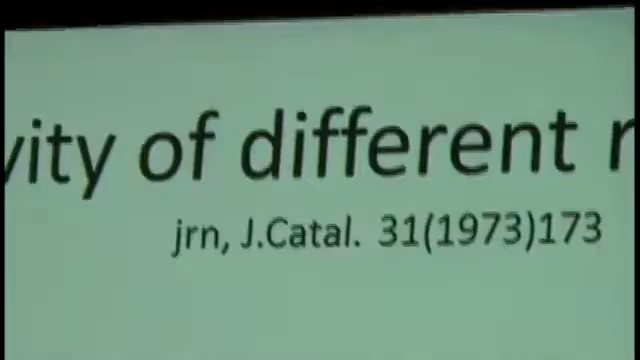 vity of different r
jrn, J.Catal. 31(1973)173